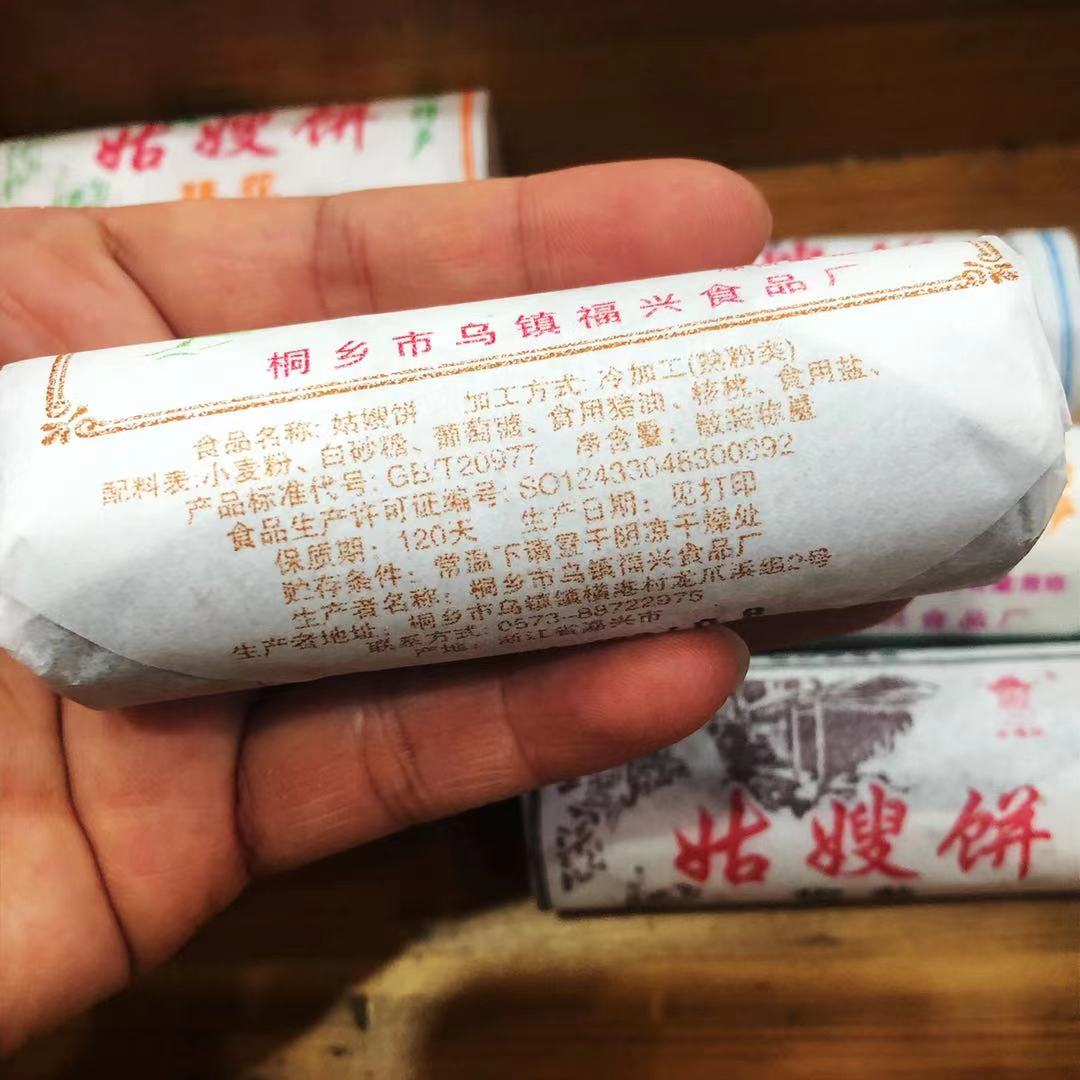 姑嫂饼
桐乡市乌镇福兴食品厂
食品名称: 姑嫂饼 加工方式: 冷加工(熟粉类)
配料表:小麦粉、白砂糖、葡萄糖、食用猪油、核桃、食用盐、
产品标准代号: GB/T20977 净含量: 散装称量
食品生产许可证编号: SC12433048300092
保质期: 120天 生产日期: 见打印
贮存条件: 常温下需置于阴凉干燥处
生产者名称: 桐乡市乌镇福兴食品厂
生产者地址: 桐乡市乌镇镇横港村龙爪浜组2号
联系方式: 0573-88722975
产地: 浙江省嘉兴市
食品厂
姑嫂饼